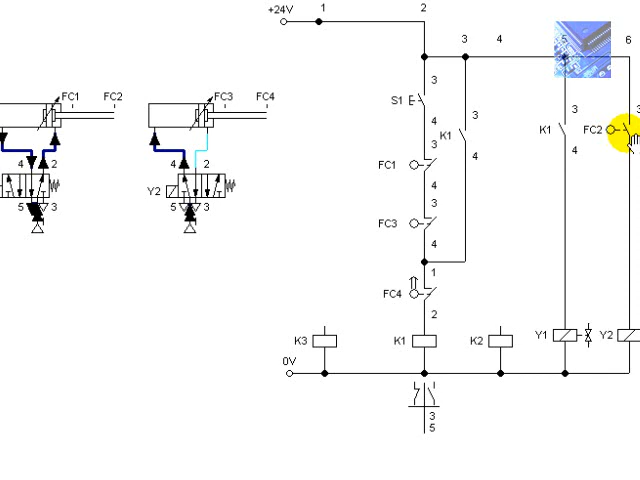 +24V 1 2
3 4 5 6
FC1 FC2 FC3 FC4
3 3 3 3
S1
K1 K1 FC2
3 4 4
FC1
4 2 4 2
4
Y2
3
5 3 5 3
FC3
4
1
FC4
2
K3 K1 K2 Y1 Y2
0V
3
5